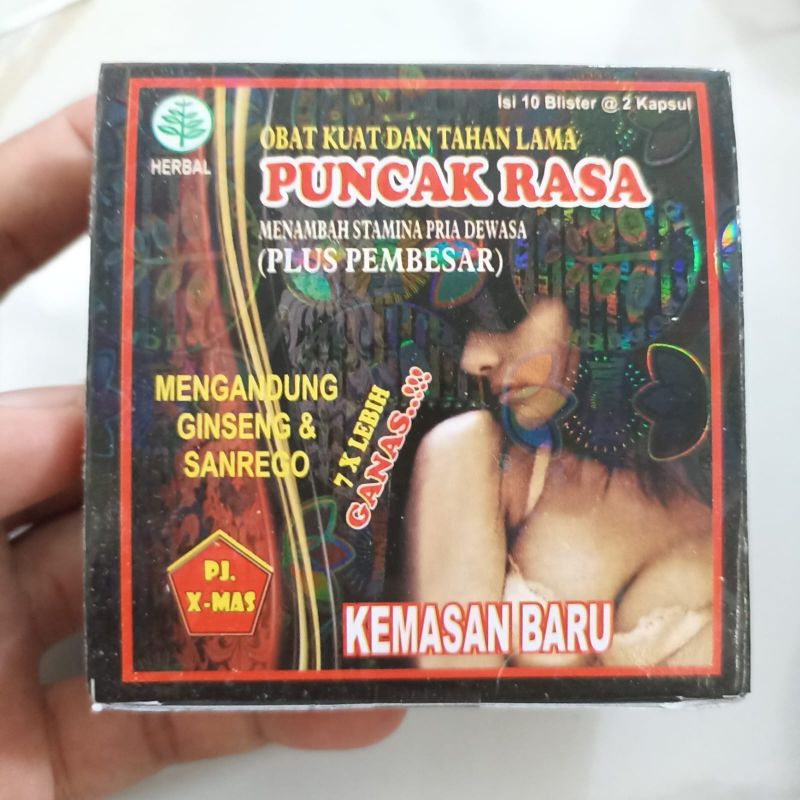 Isi 10 Blister @ 2 Kapsul
HERBAL
OBAT KUAT DAN TAHAN LAMA
PUNCAK RASA
MENAMBAH STAMINA PRIA DEWASA
(PLUS PEMBESAR)
MENGANDUNG
GINSENG &
SANREGO
7 X LEBIH
GANAS..!!!
PJ.
X-MAS
KEMASAN BARU